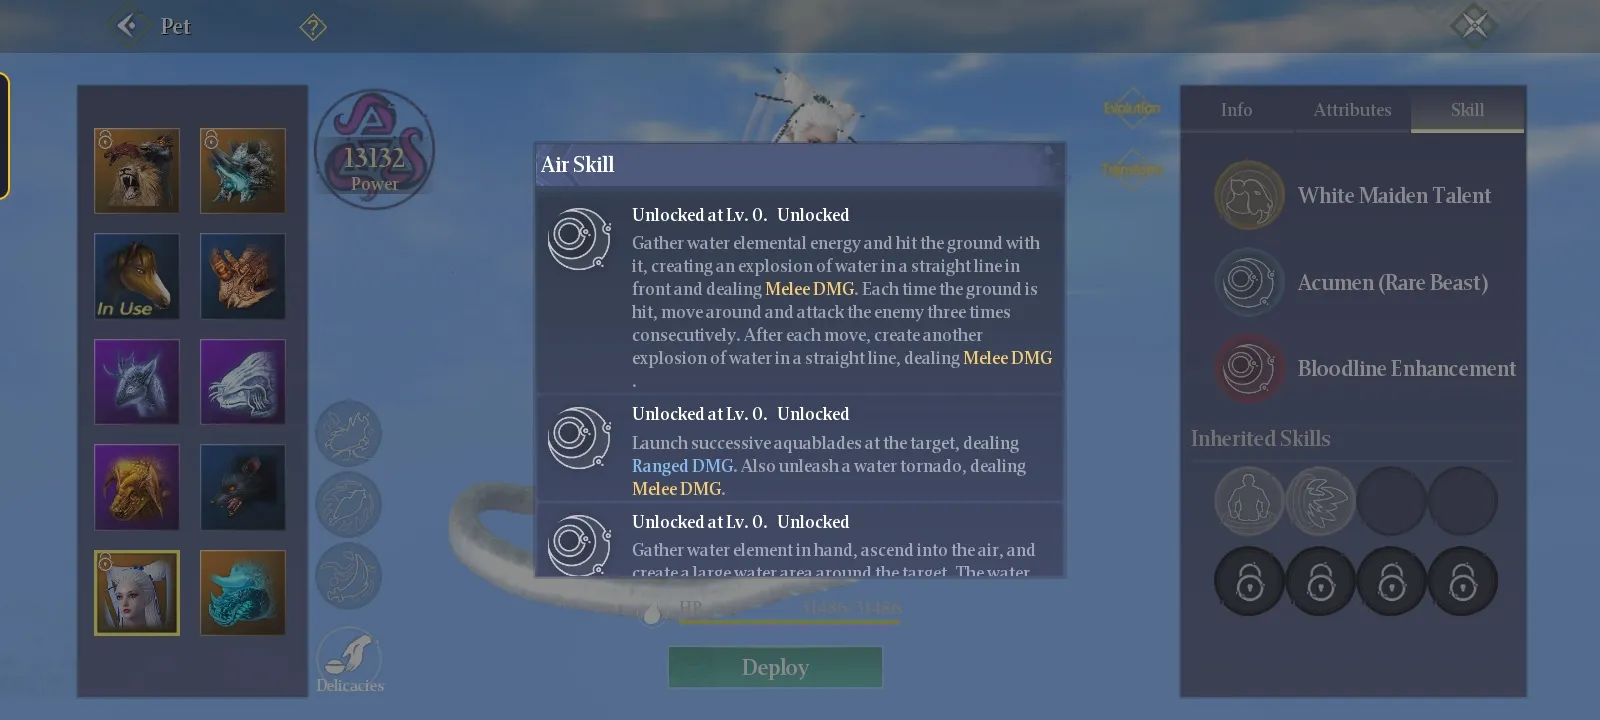 Pet
?
13132
Power
In Use
Delicacies
Evolution
Air Skill
Unlocked at Lv. 0. Unlocked
Gather water elemental energy and hit the ground with
it, creating an explosion of water in a straight line in
front and dealing Melee DMG. Each time the ground is
hit, move around and attack the enemy three times
consecutively. After each move, create another
explosion of water in a straight line, dealing Melee DMG
.
Unlocked at Lv. 0. Unlocked
Launch successive aquablades at the target, dealing
Ranged DMG. Also unleash a water tornado, dealing
Melee DMG.
Unlocked at Lv. 0. Unlocked
Gather water element in hand, ascend into the air, and
create a large water area around the target. The water
HP
Deploy
Info
Attributes
Skill
White Maiden Talent
Acumen (Rare Beast)
Bloodline Enhancement
Inherited Skills